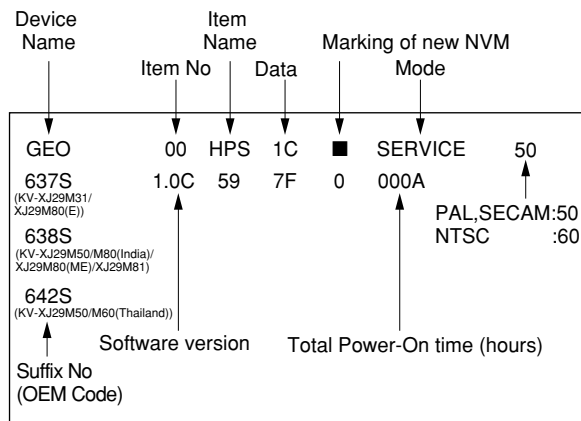 Device Name
Item Name
Marking of new NVM
Item No
Data
Mode
GEO 00 HPS 1C ■ SERVICE 50
637S 1.0C 59 7F 0 000A
(KV-XJ29M31/
XJ29M80(E))
PAL,SECAM:50
NTSC :60
638S
(KV-XJ29M50/M80(India)/
XJ29M80(ME)/XJ29M81)
642S
(KV-XJ29M50/M60(Thailand))
Software version
Total Power-On time (hours)
Suffix No
(OEM Code)